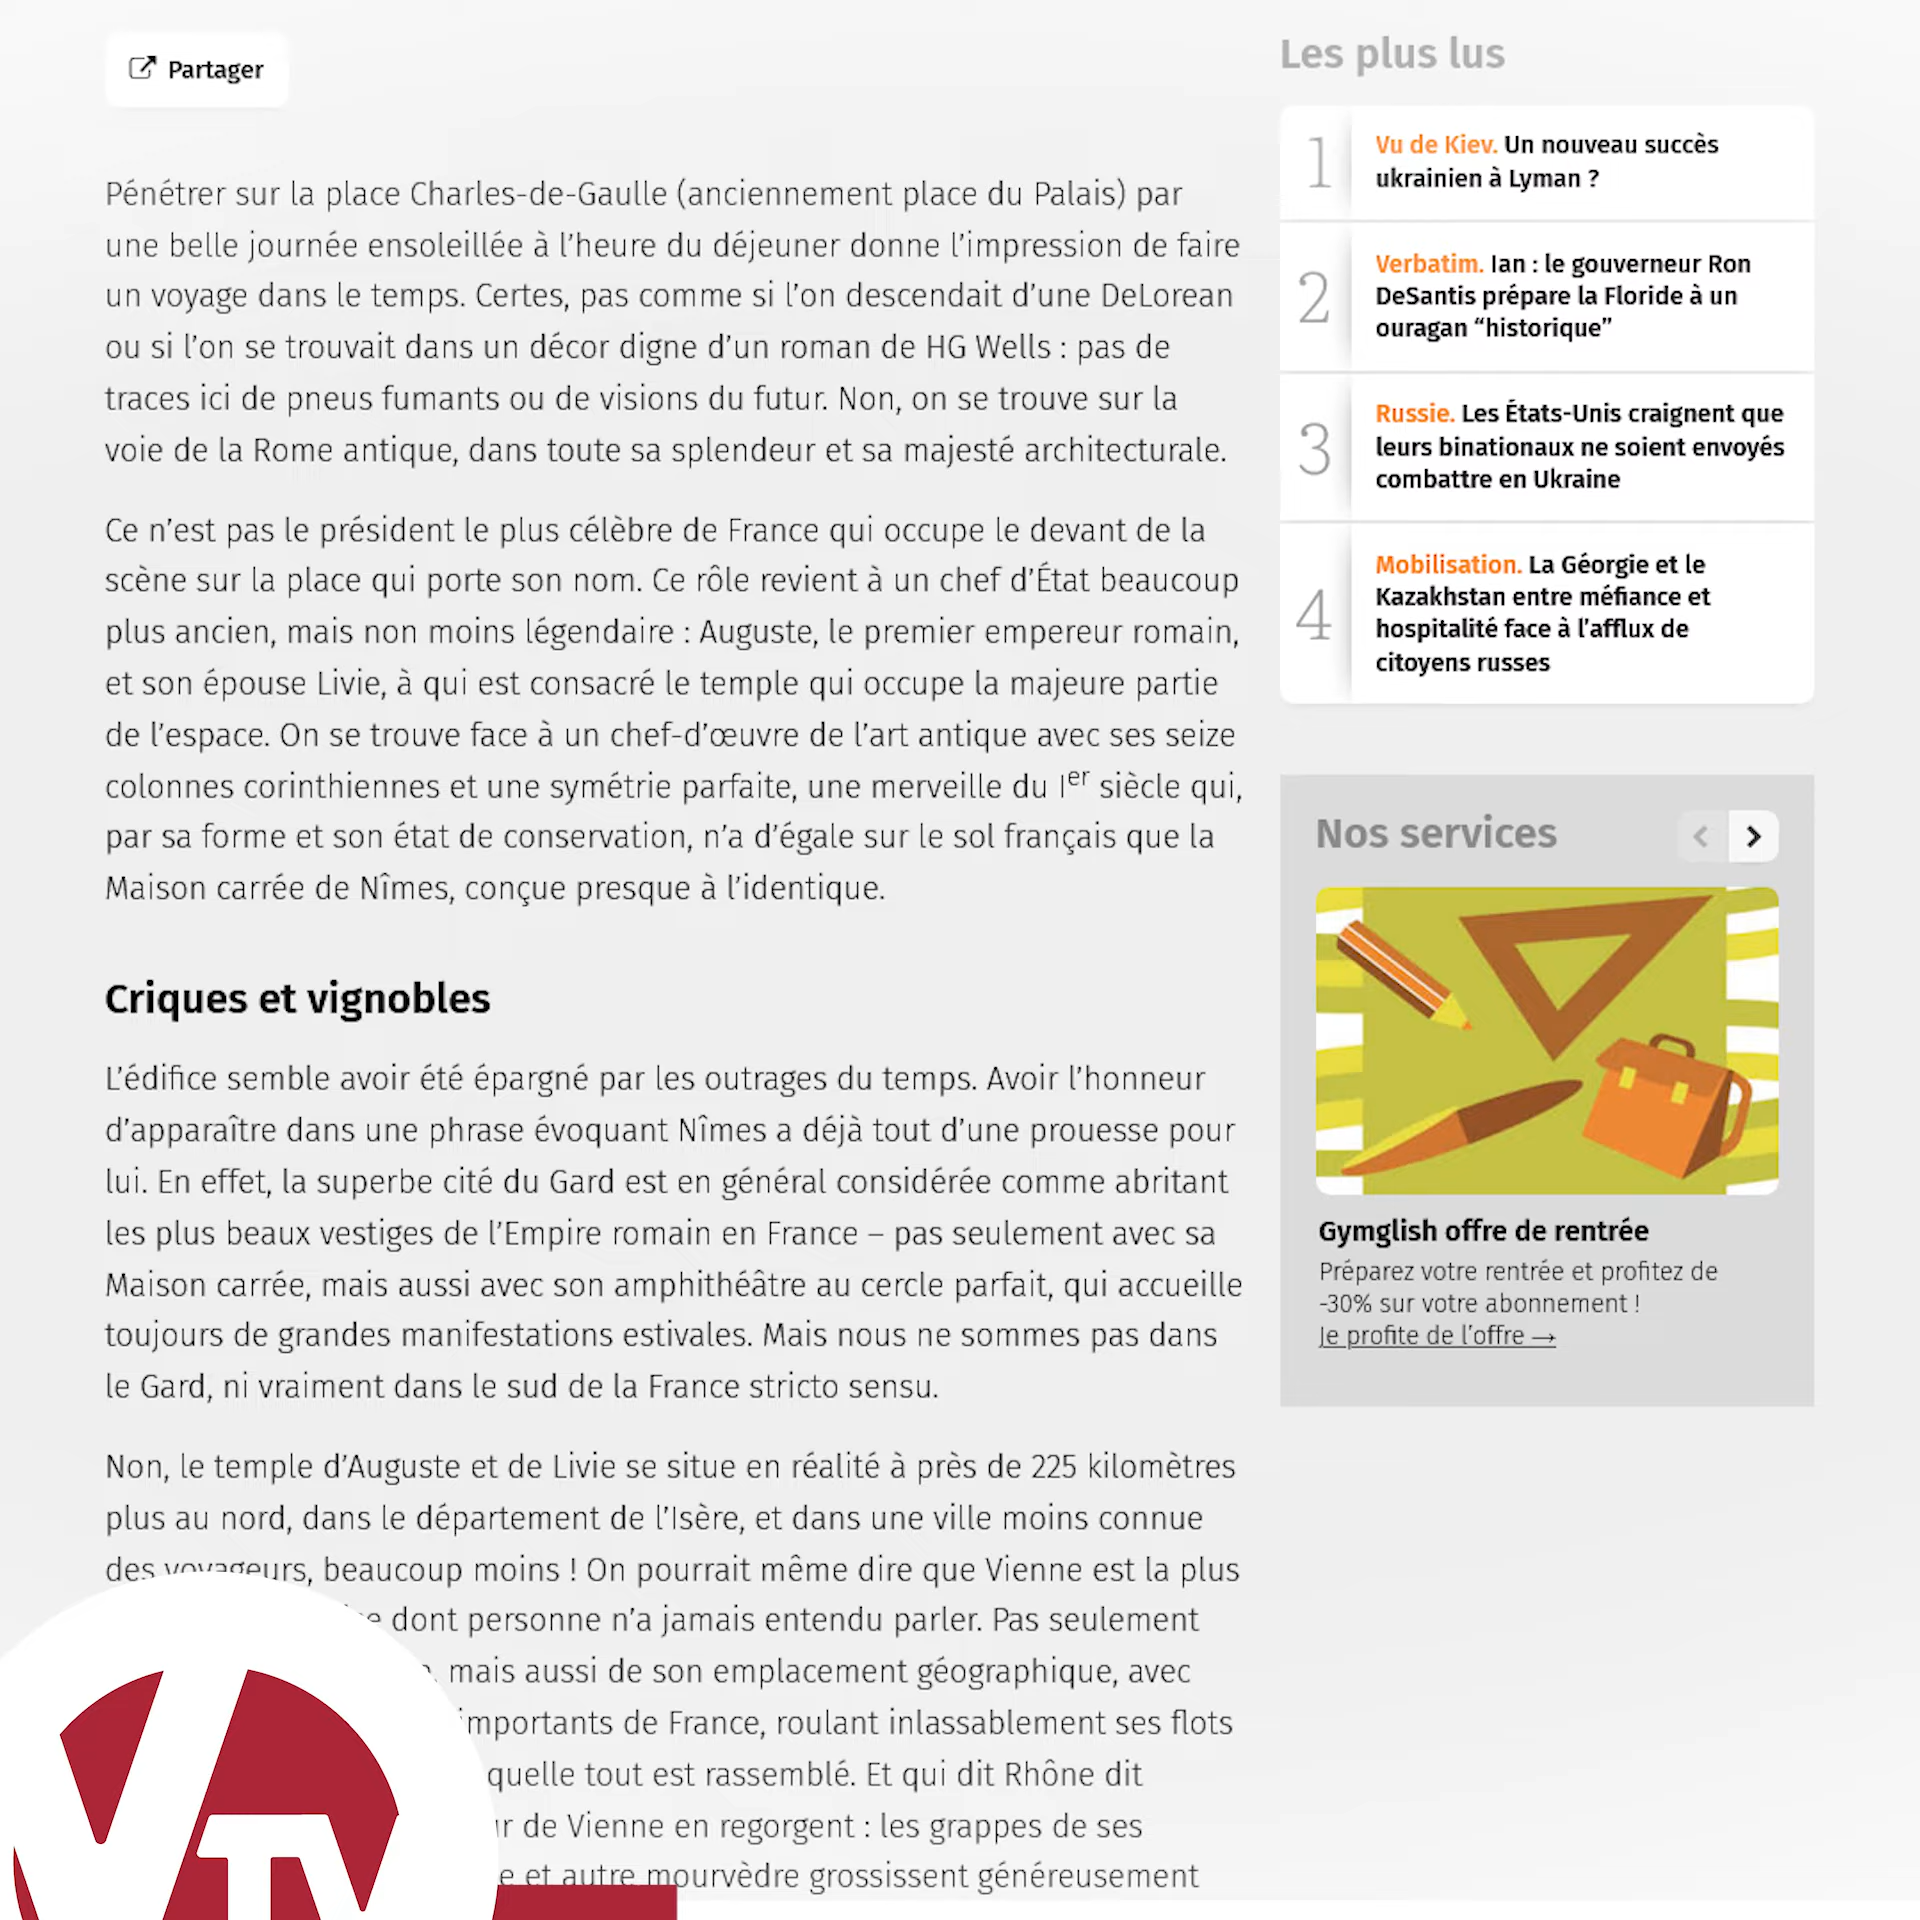 Partager
Pénétrer sur la place Charles-de-Gaulle (anciennement place du Palais) par
une belle journée ensoleillée à l’heure du déjeuner donne l’impression de faire
un voyage dans le temps. Certes, pas comme si l’on descendait d’une DeLorean
ou si l’on se trouvait dans un décor digne d’un roman de HG Wells : pas de
traces ici de pneus fumants ou de visions du futur. Non, on se trouve sur la
voie de la Rome antique, dans toute sa splendeur et sa majesté architecturale.
Ce n’est pas le président le plus célèbre de France qui occupe le devant de la
scène sur la place qui porte son nom. Ce rôle revient à un chef d’État beaucoup
plus ancien, mais non moins légendaire : Auguste, le premier empereur romain,
et son épouse Livie, à qui est consacré le temple qui occupe la majeure partie
de l’espace. On se trouve face à un chef-d’œuvre de l’art antique avec ses seize
colonnes corinthiennes et une symétrie parfaite, une merveille du Ier siècle qui,
par sa forme et son état de conservation, n’a d’égale sur le sol français que la
Maison carrée de Nîmes, conçue presque à l’identique.
Criques et vignobles
L’édifice semble avoir été épargné par les outrages du temps. Avoir l’honneur
d’apparaître dans une phrase évoquant Nîmes a déjà tout d’une prouesse pour
lui. En effet, la superbe cité du Gard est en général considérée comme abritant
les plus beaux vestiges de l’Empire romain en France – pas seulement avec sa
Maison carrée, mais aussi avec son amphithéâtre au cercle parfait, qui accueille
toujours de grandes manifestations estivales. Mais nous ne sommes pas dans
le Gard, ni vraiment dans le sud de la France stricto sensu.
Non, le temple d’Auguste et de Livie se situe en réalité à près de 225 kilomètres
plus au nord, dans le département de l’Isère, et dans une ville moins connue
des voyageurs, beaucoup moins ! On pourrait même dire que Vienne est la plus
dont personne n’a jamais entendu parler. Pas seulement
mais aussi de son emplacement géographique, avec
importants de France, roulant inlassablement ses flots
quelle tout est rassemblé. Et qui dit Rhône dit
de Vienne en regorgent : les grappes de ses
et autre mourvèdre grossissent généreusement
Les plus lus
1
Vu de Kiev. Un nouveau succès
ukrainien à Lyman ?
2
Verbatim. Ian : le gouverneur Ron
DeSantis prépare la Floride à un
ouragan “historique”
3
Russie. Les États-Unis craignent que
leurs binationaux ne soient envoyés
combattre en Ukraine
4
Mobilisation. La Géorgie et le
Kazakhstan entre méfiance et
hospitalité face à l’afflux de
citoyens russes
Nos services
Gymglish offre de rentrée
Préparez votre rentrée et profitez de
-30% sur votre abonnement !
Je profite de l’offre →